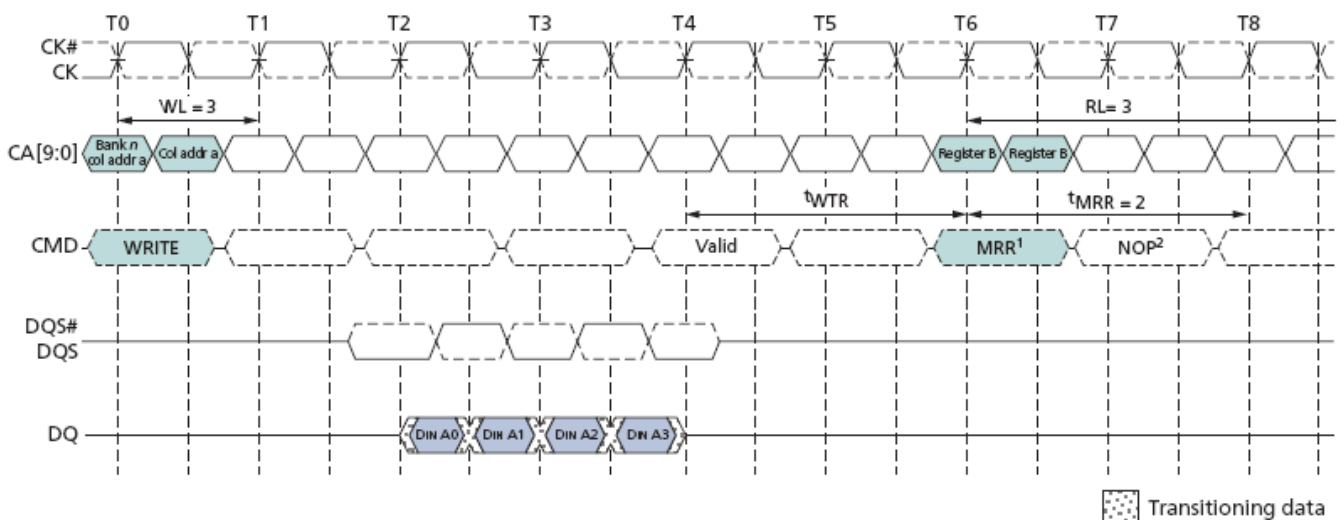 T0 T1 T2 T3 T4 T5 T6 T7 T8
CK#
CK
WL = 3 RL= 3
CA[9:0] Bank n col addr a Col addr a Register B Register B
tWTR tMRR = 2
CMD WRITE Valid MRR1 NOP2
DQS#
DQS
DQ DIN A0 DIN A1 DIN A2 DIN A3
Transitioning data